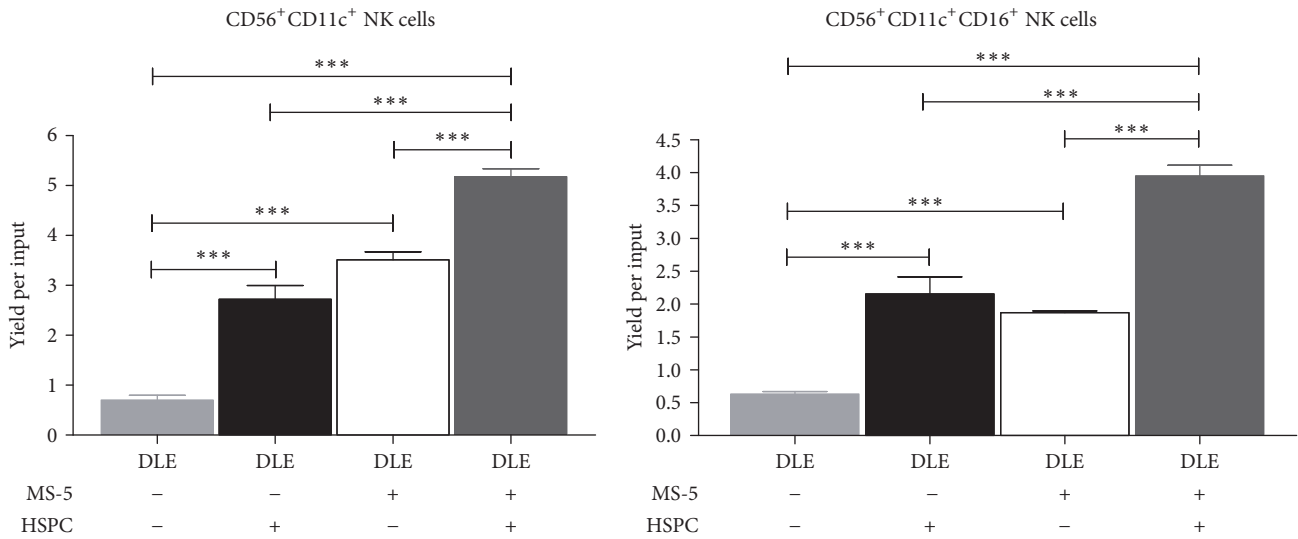 CD56⁺CD11c⁺ NK cells
***
***
***
***
***
Yield per input
6
5
4
3
2
1
0
DLE DLE DLE DLE
MS-5 − − + +
HSPC − + − +
CD56⁺CD11c⁺CD16⁺ NK cells
***
***
***
***
***
Yield per input
4.5
4.0
3.5
3.0
2.5
2.0
1.5
1.0
0.5
0.0
DLE DLE DLE DLE
MS-5 − − + +
HSPC − + − +